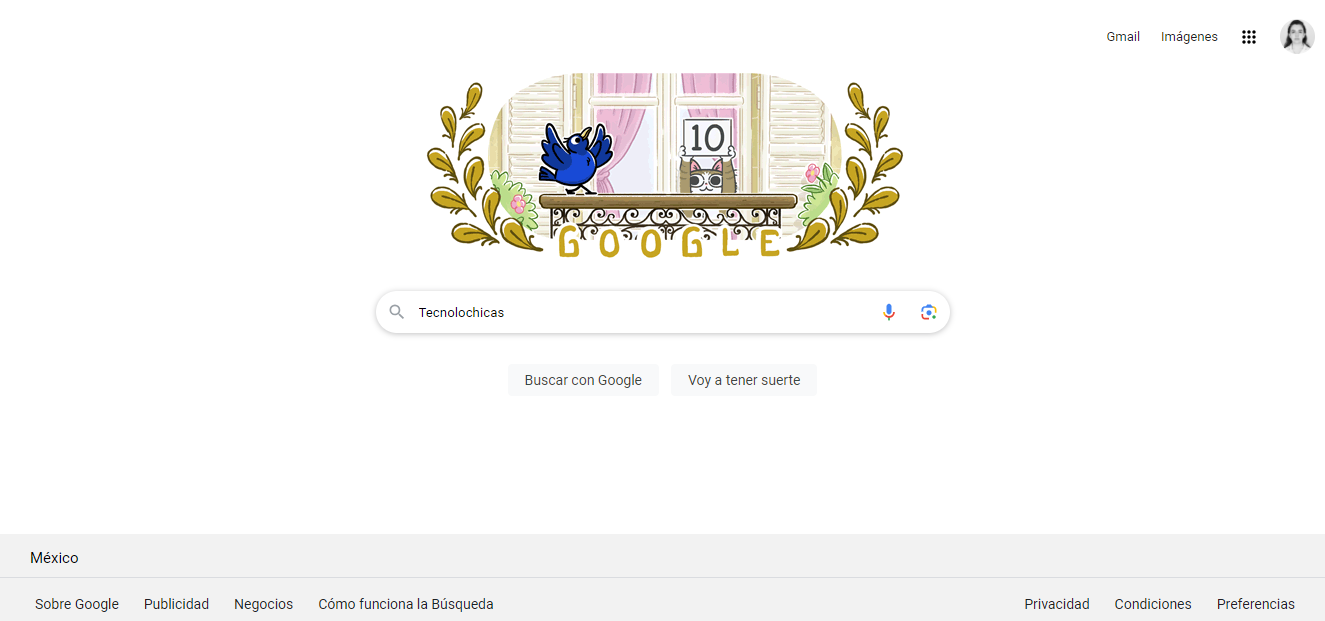 Gmail Imágenes
10
GOOGLE
Tecnolochicas
Buscar con Google Voy a tener suerte
México
Sobre Google Publicidad Negocios Cómo funciona la Búsqueda Privacidad Condiciones Preferencias